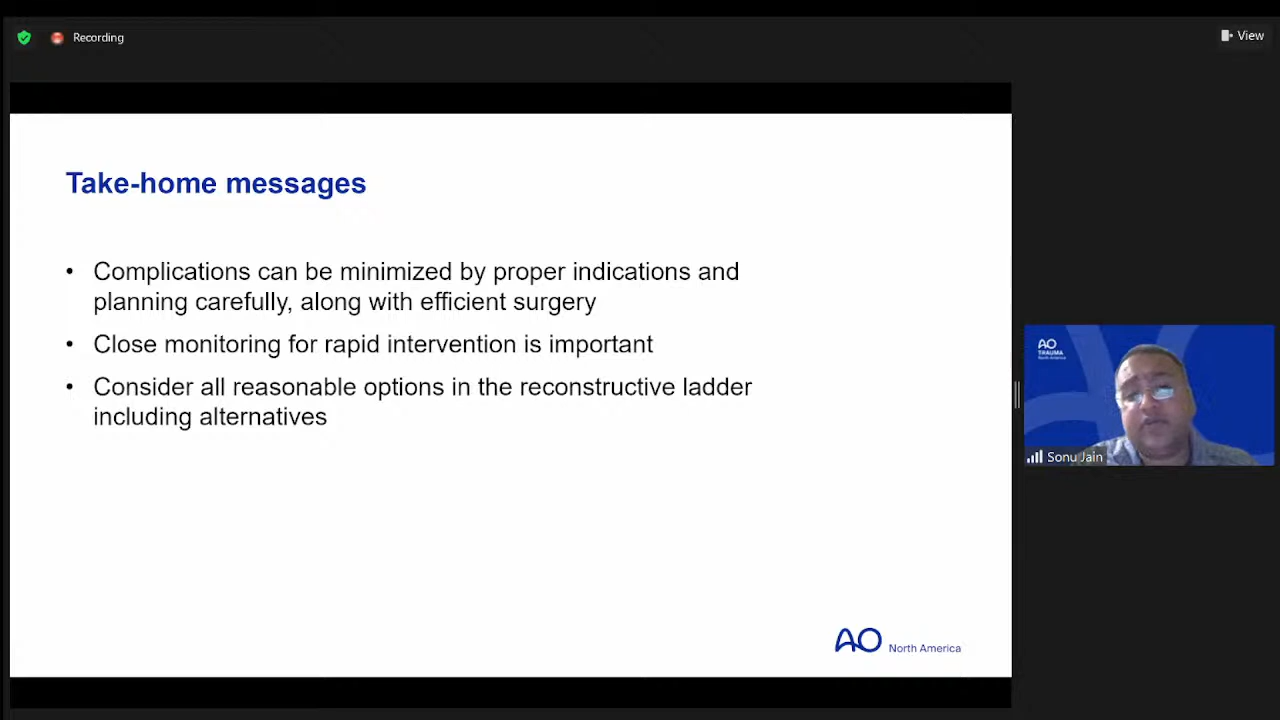 Recording
View
Take-home messages
• Complications can be minimized by proper indications and
planning carefully, along with efficient surgery
• Close monitoring for rapid intervention is important
• Consider all reasonable options in the reconstructive ladder
including alternatives
AO
TRAUMA
North America
Sonu Jain
AO North America